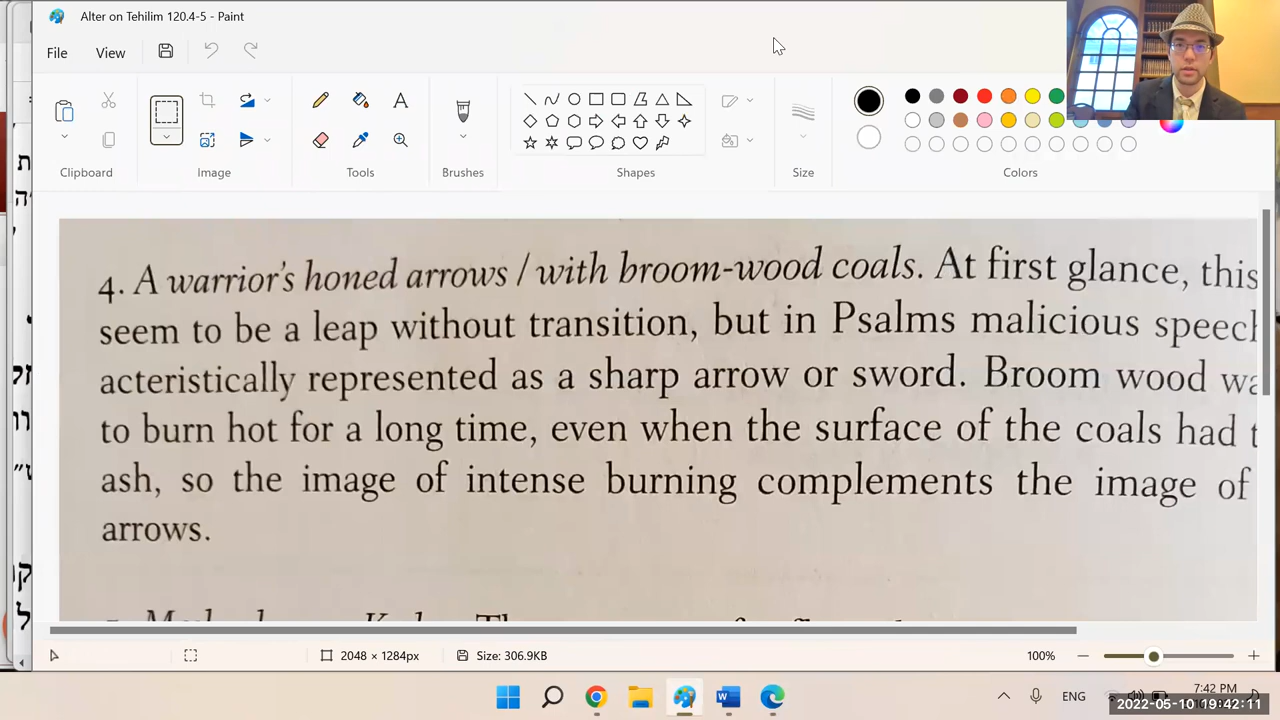 Alter on Tehilim 120.4-5 - Paint
File View
Clipboard Image Tools Brushes Shapes Size Colors
4. A warrior's honed arrows / with broom-wood coals. At first glance, this
seem to be a leap without transition, but in Psalms malicious speech
acteristically represented as a sharp arrow or sword. Broom wood wa
to burn hot for a long time, even when the surface of the coals had t
ash, so the image of intense burning complements the image of
arrows.
2048 × 1284px Size: 306.9KB 100%
ENG 7:42 PM
2022-05-10 19:42:11